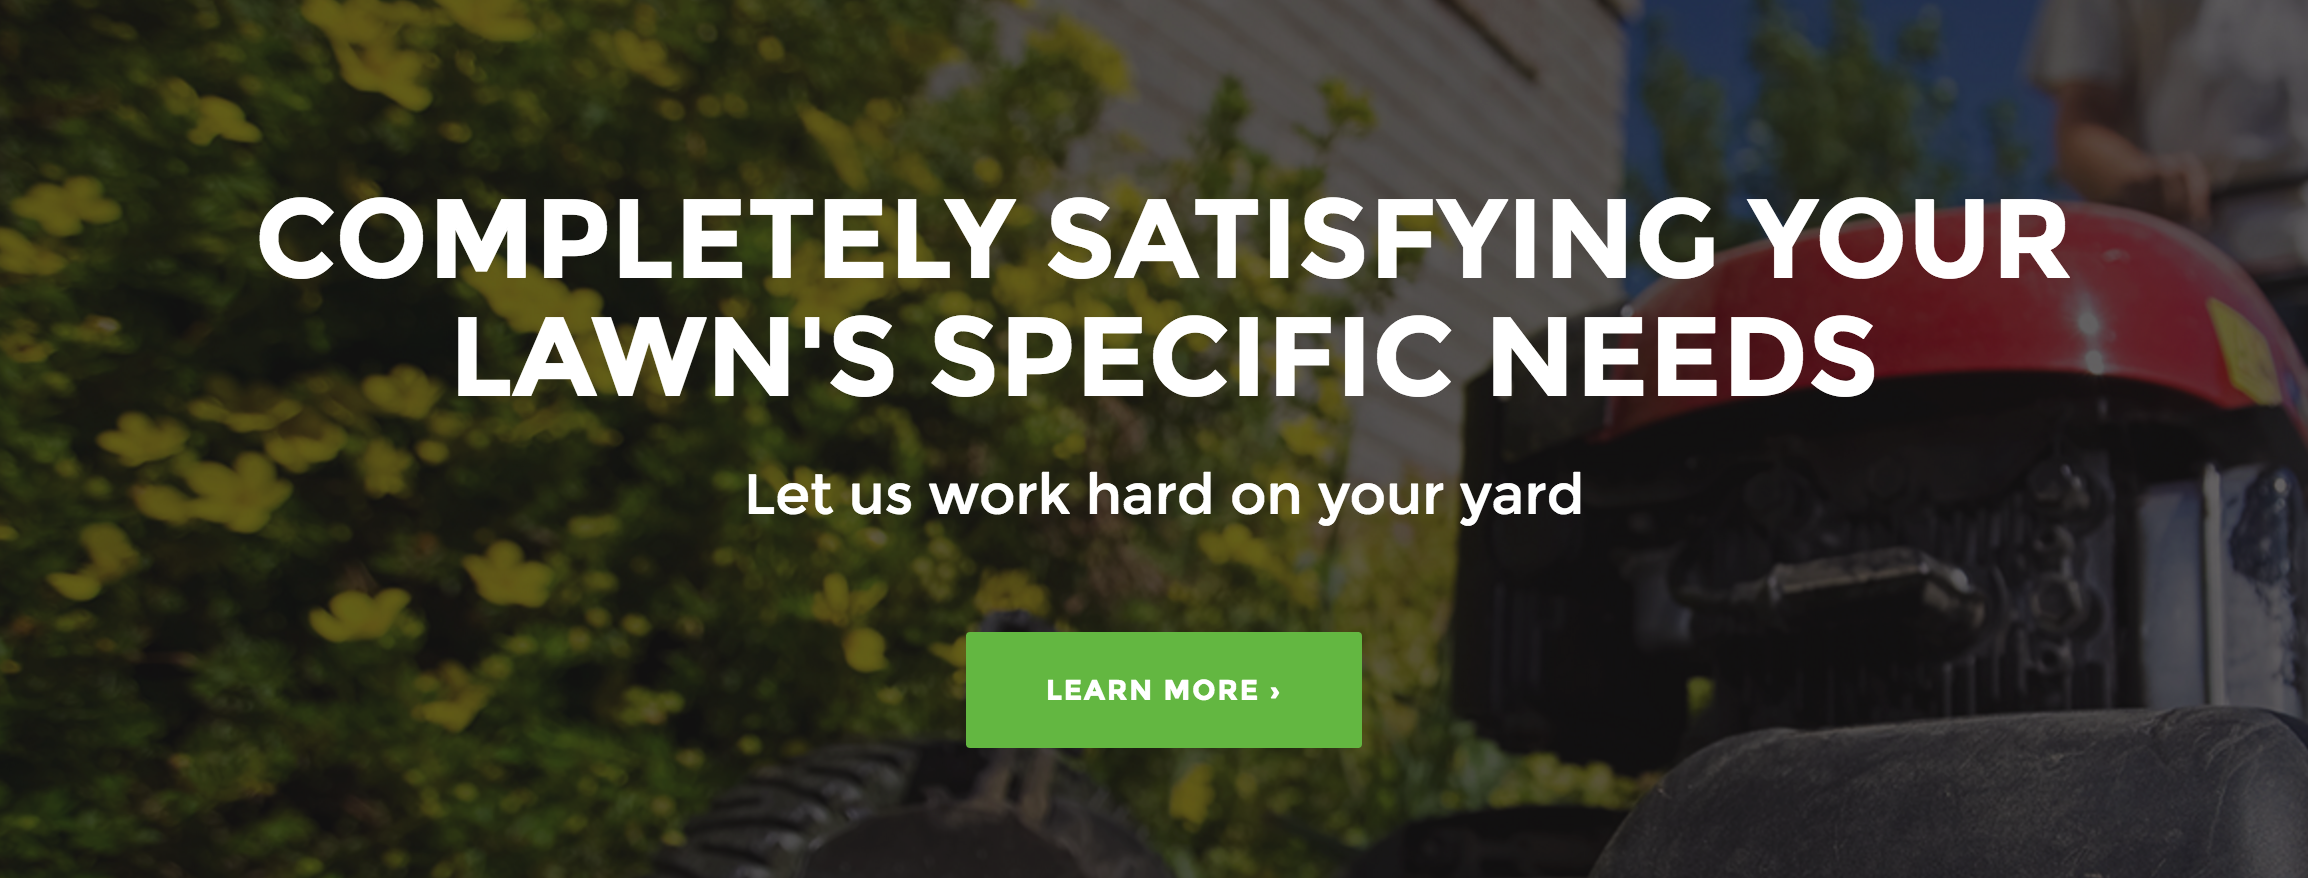 COMPLETELY SATISFYING YOUR
LAWN'S SPECIFIC NEEDS
Let us work hard on your yard
LEARN MORE ›